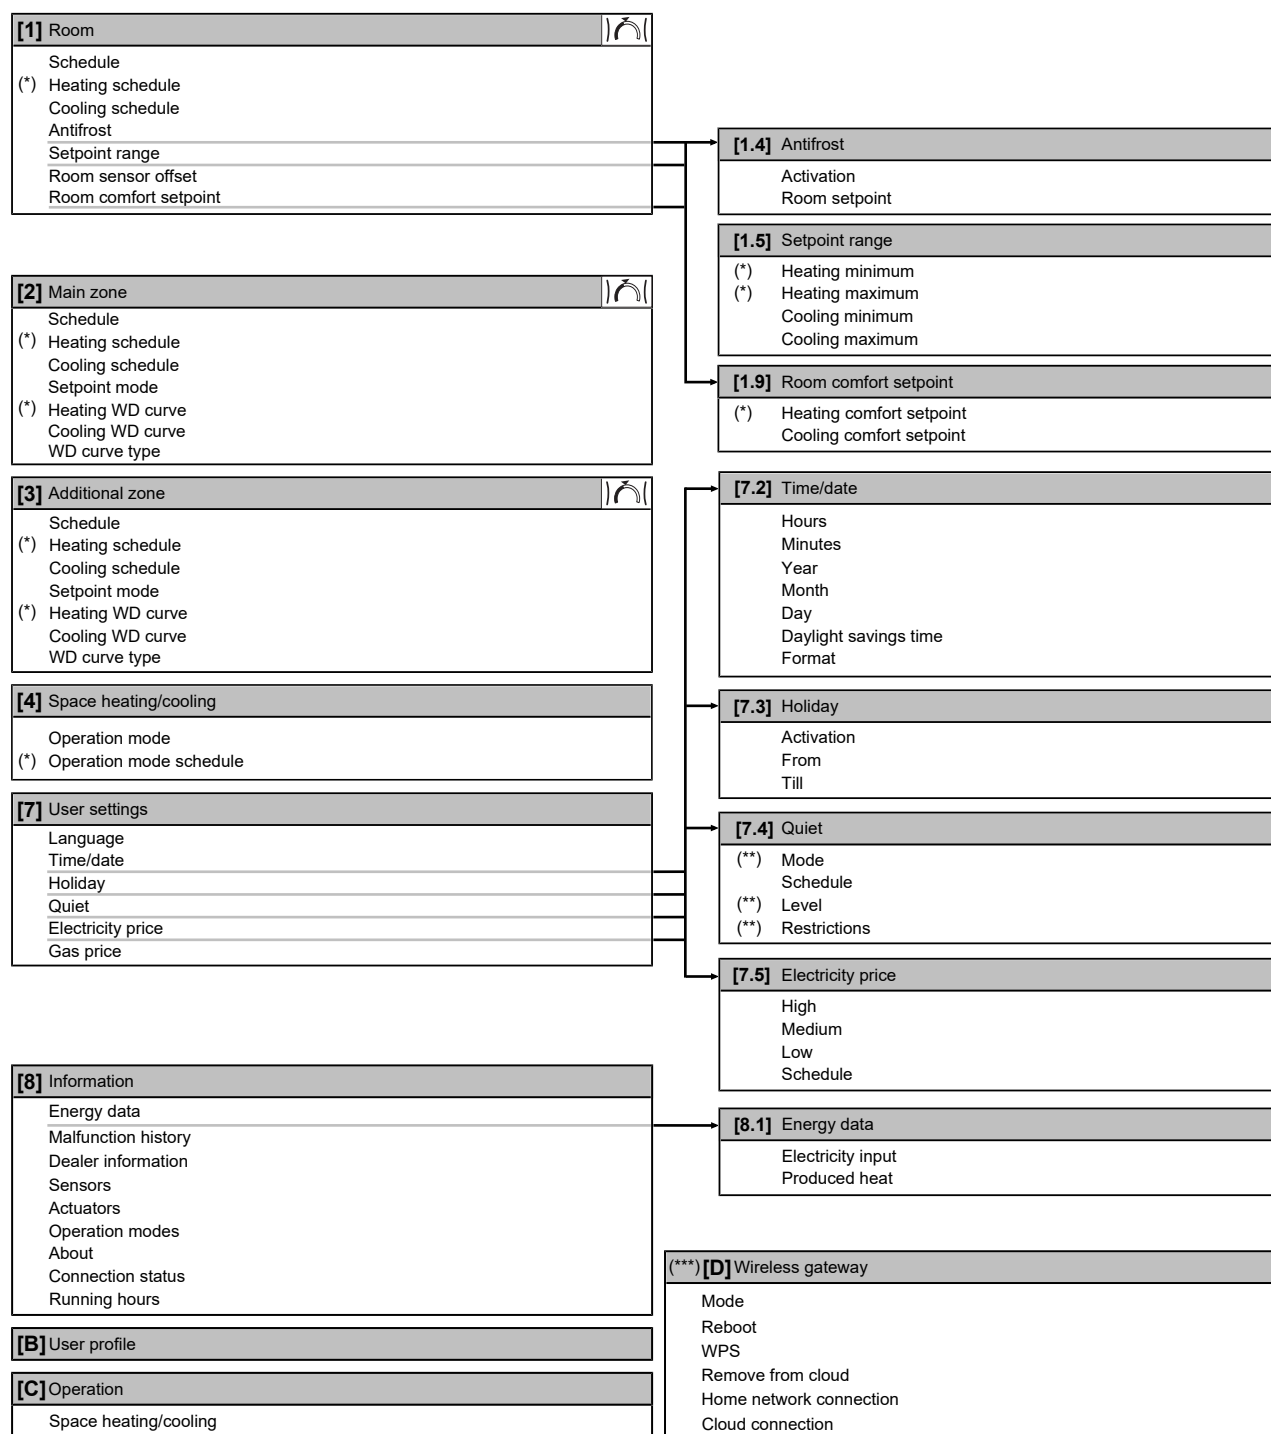 [1] Room
Schedule
(*) Heating schedule
Cooling schedule
Antifrost
Setpoint range
Room sensor offset
Room comfort setpoint
[1.4] Antifrost
Activation
Room setpoint
[1.5] Setpoint range
(*) Heating minimum
(*) Heating maximum
Cooling minimum
Cooling maximum
[1.9] Room comfort setpoint
(*) Heating comfort setpoint
Cooling comfort setpoint
[2] Main zone
Schedule
(*) Heating schedule
Cooling schedule
Setpoint mode
(*) Heating WD curve
Cooling WD curve
WD curve type
[3] Additional zone
Schedule
(*) Heating schedule
Cooling schedule
Setpoint mode
(*) Heating WD curve
Cooling WD curve
WD curve type
[4] Space heating/cooling
Operation mode
(*) Operation mode schedule
[7] User settings
Language
Time/date
Holiday
Quiet
Electricity price
Gas price
[7.2] Time/date
Hours
Minutes
Year
Month
Day
Daylight savings time
Format
[7.3] Holiday
Activation
From
Till
[7.4] Quiet
(**) Mode
Schedule
(**) Level
(**) Restrictions
[7.5] Electricity price
High
Medium
Low
Schedule
[8] Information
Energy data
Malfunction history
Dealer information
Sensors
Actuators
Operation modes
About
Connection status
Running hours
[8.1] Energy data
Electricity input
Produced heat
[B] User profile
[C] Operation
Space heating/cooling
(***) [D] Wireless gateway
Mode
Reboot
WPS
Remove from cloud
Home network connection
Cloud connection